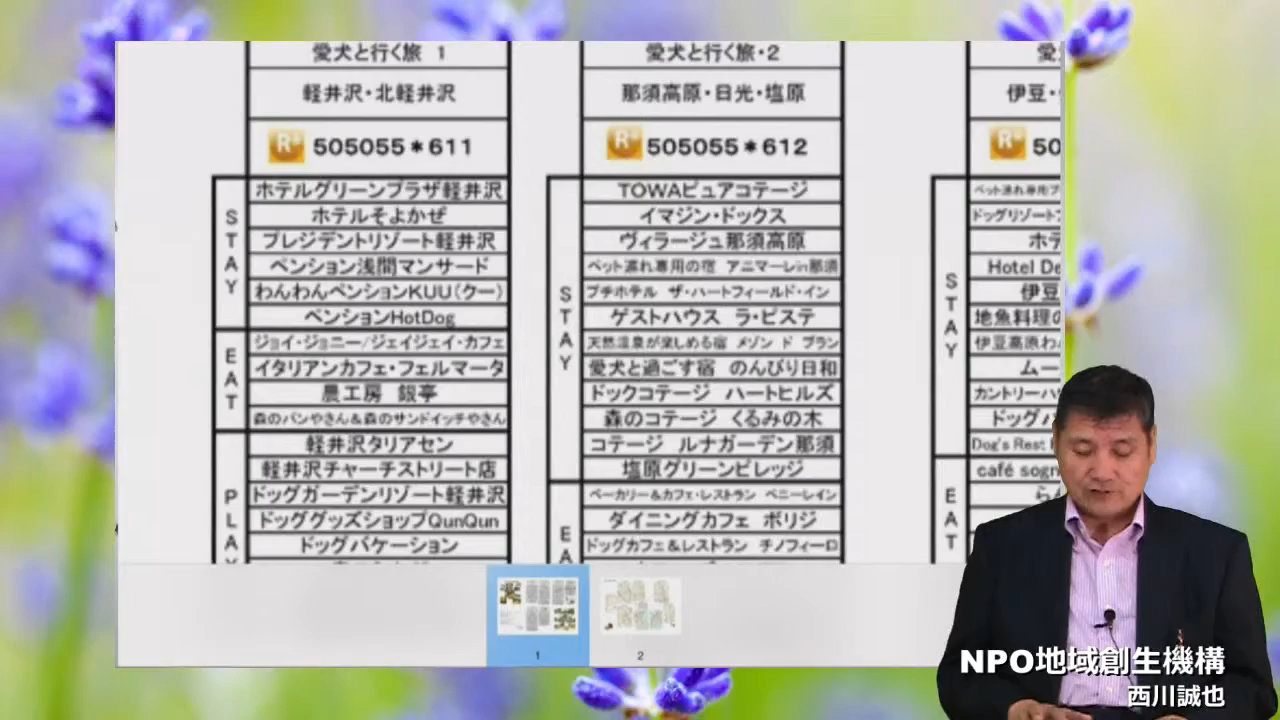 愛犬と行く旅 1
軽井沢・北軽井沢
R
505055*611
STAY
ホテルグリーンプラザ軽井沢
ホテルそよかぜ
プレジデントリゾート軽井沢
ペンション浅間マンサード
わんわんペンションKUU(クー)
ペンションHotDog
EAT
ジョイ・ジョニー/ジェイジェイ・カフェ
イタリアンカフェ・フェルマータ
農工房 銀亭
森のパンやさん&森のサンドイッチやさん
PLAY
軽井沢タリアセン
軽井沢チャーチストリート店
ドッグガーデンリゾート軽井沢
ドッググッズショップQunQun
ドッグバケーション
愛犬と行く旅・2
那須高原・日光・塩原
R
505055*612
STAY
TOWAピュアコテージ
イマジン・ドックス
ヴィラージュ那須高原
ペット連れ専用の宿 アニマーレin那須
プチホテル ザ・ハートフィールド・イン
ゲストハウス ラ・ピステ
天然温泉が楽しめる宿 メゾン ド ブラン
愛犬と過ごす宿 のんびり日和
ドックコテージ ハートヒルズ
森のコテージ くるみの木
コテージ ルナガーデン那須
塩原グリーンビレッジ
EA
ベーカリー&カフェ・レストラン ペニーレイン
ダイニングカフェ ボリジ
ドッグカフェ&レストラン チノフィーロ
愛
伊豆・
R
50
STAY
ペット連れ専用プ
ドッグリゾート
ホテ
Hotel De
伊豆
地魚料理の
伊豆高原わ
ムー
カントリーハ
ドッグ
Dog's Rest
EAT
café sogn
ら
1
2
NPO地域創生機構
西川誠也